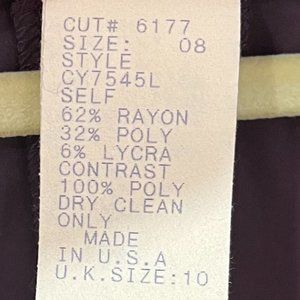 CUT# 6177
SIZE: 08
STYLE
CY7545L
SELF
62% RAYON
32% POLY
6% LYCRA
CONTRAST
100% POLY
DRY CLEAN
ONLY
MADE
IN U.S.A
U.K.SIZE:10